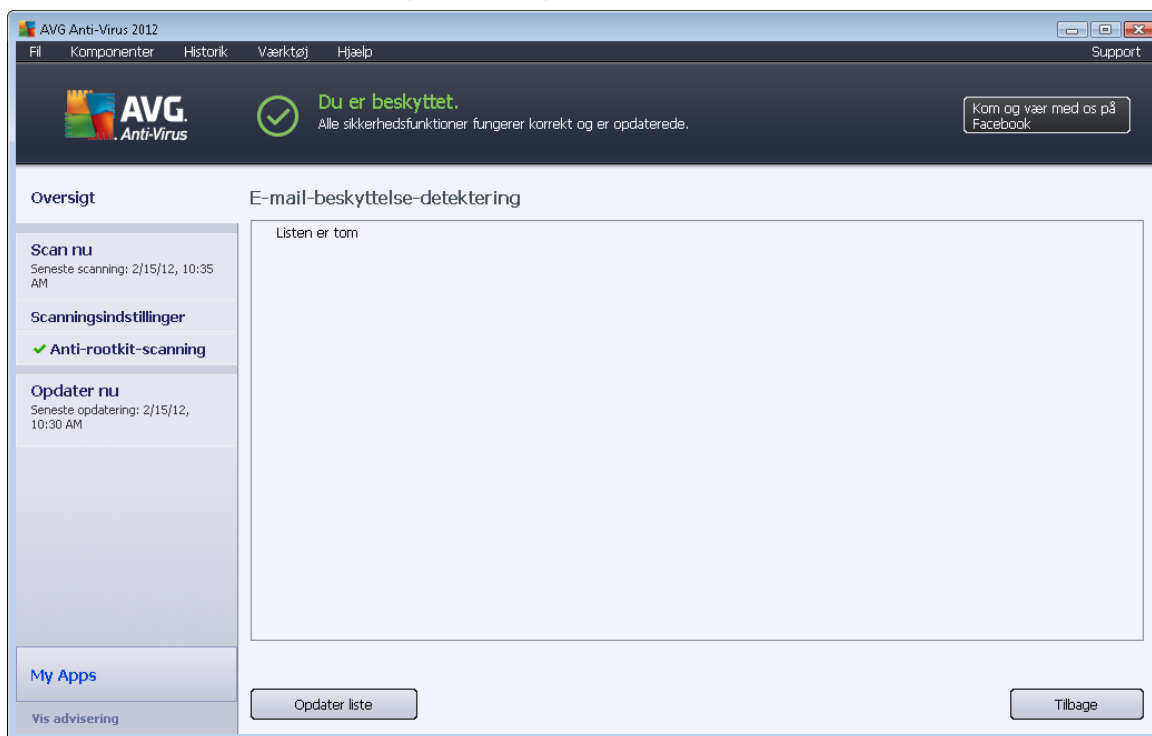 AVG Anti-Virus 2012
Fil Komponenter Historik Værktøj Hjælp Support
AVG.
Anti-Virus
Du er beskyttet.
Alle sikkerhedsfunktioner fungerer korrekt og er opdaterede.
Kom og vær med os på
Facebook
Oversigt
Scan nu
Seneste scanning: 2/15/12, 10:35
AM
Scanningsindstillinger
Anti-rootkit-scanning
Opdater nu
Seneste opdatering: 2/15/12,
10:30 AM
My Apps
Vis advisering
E-mail-beskyttelse-detektering
Listen er tom
Opdater liste
Tilbage